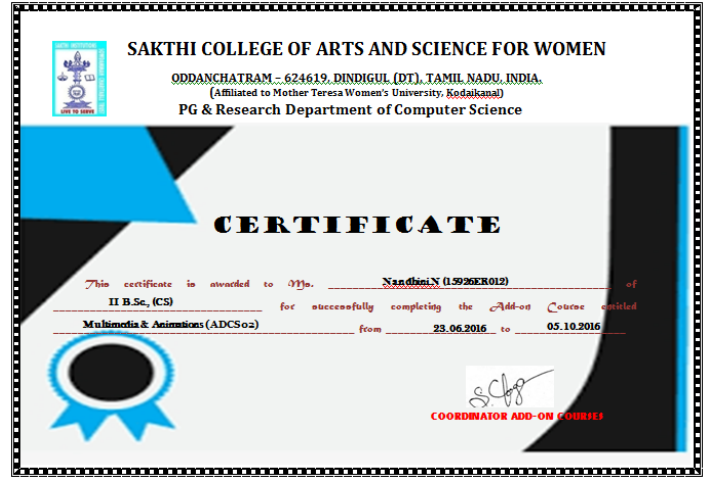 SAKTHI COLLEGE OF ARTS AND SCIENCE FOR WOMEN
ODDANCHATRAM – 624619. DINDIGUL (DT), TAMIL NADU, INDIA.
(Affiliated to Mother Teresa Women's University, Kodaikanal)
PG & Research Department of Computer Science
LIVE TO SERVE
CERTIFICATE
This certificate is awarded to Ms. Nandhini.N (15926ER012) of
II B.Sc., (CS) for successfully completing the Add-on Course entitled
Multimedia & Animations (ADCS02) from 23.06.2016 to 05.10.2016
COORDINATOR ADD-ON COURSES